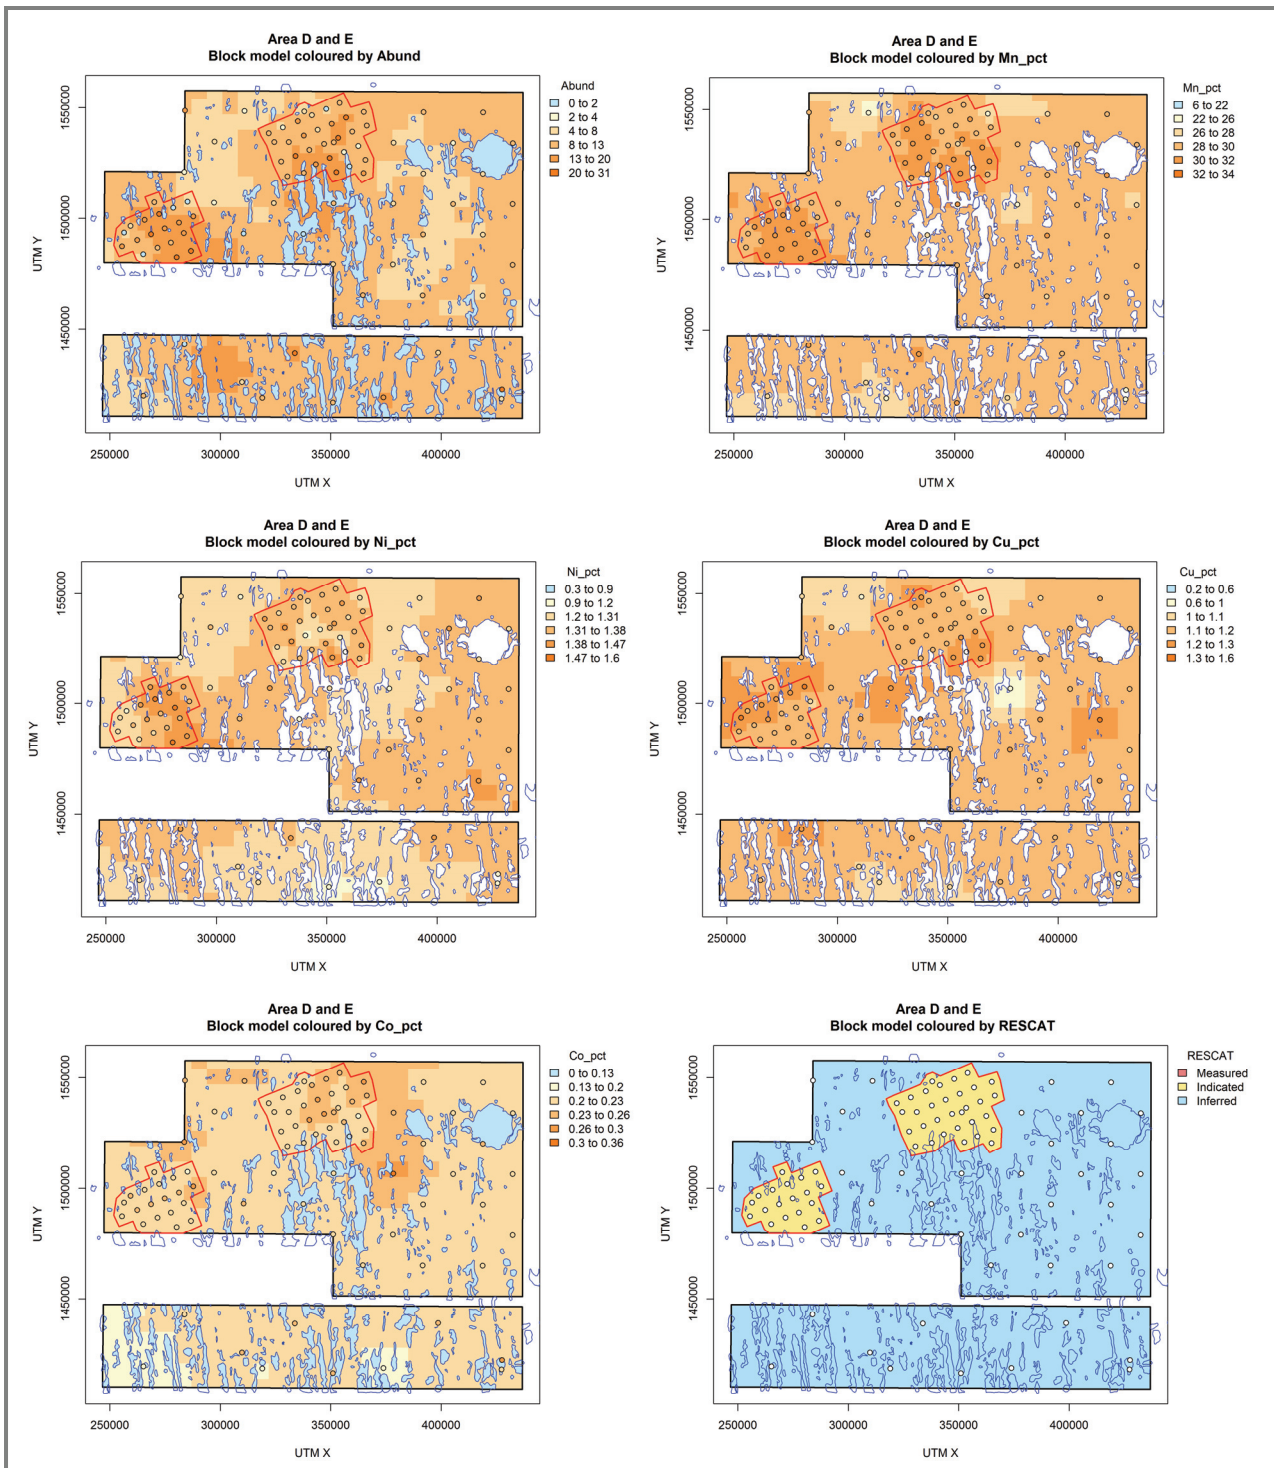 Area D and E
Block model coloured by Abund
Abund
0 to 2
2 to 4
4 to 8
8 to 13
13 to 20
20 to 31
1550000
1500000
1450000
UTM Y
250000 300000 350000 400000
UTM X
Area D and E
Block model coloured by Mn_pct
Mn_pct
6 to 22
22 to 26
26 to 28
28 to 30
30 to 32
32 to 34
1550000
1500000
1450000
UTM Y
250000 300000 350000 400000
UTM X
Area D and E
Block model coloured by Ni_pct
Ni_pct
0.3 to 0.9
0.9 to 1.2
1.2 to 1.31
1.31 to 1.38
1.38 to 1.47
1.47 to 1.6
1550000
1500000
1450000
UTM Y
250000 300000 350000 400000
UTM X
Area D and E
Block model coloured by Cu_pct
Cu_pct
0.2 to 0.6
0.6 to 1
1 to 1.1
1.1 to 1.2
1.2 to 1.3
1.3 to 1.6
1550000
1500000
1450000
UTM Y
250000 300000 350000 400000
UTM X
Area D and E
Block model coloured by Co_pct
Co_pct
0 to 0.13
0.13 to 0.2
0.2 to 0.23
0.23 to 0.26
0.26 to 0.3
0.3 to 0.36
1550000
1500000
1450000
UTM Y
250000 300000 350000 400000
UTM X
Area D and E
Block model coloured by RESCAT
RESCAT
Measured
Indicated
Inferred
1550000
1500000
1450000
UTM Y
250000 300000 350000 400000
UTM X